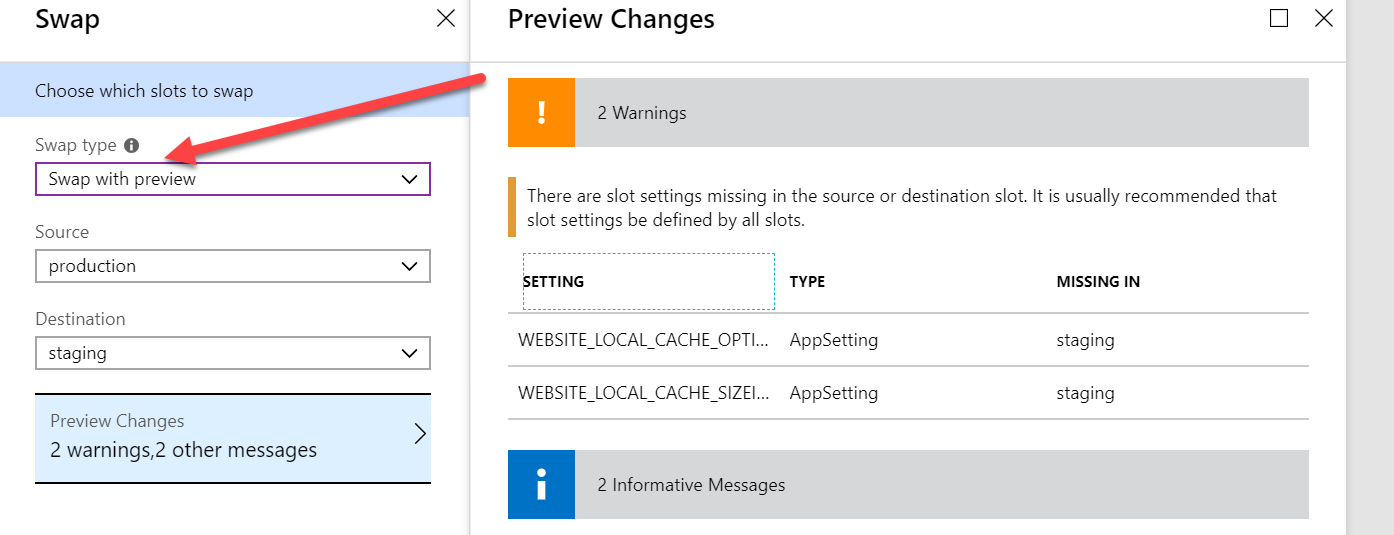 Swap
Choose which slots to swap
Swap type
Swap with preview
Source
production
Destination
staging
Preview Changes
2 warnings,2 other messages
Preview Changes
2 Warnings
There are slot settings missing in the source or destination slot. It is usually recommended that
slot settings be defined by all slots.
SETTING TYPE MISSING IN
WEBSITE_LOCAL_CACHE_OPTI... AppSetting staging
WEBSITE_LOCAL_CACHE_SIZEI... AppSetting staging
2 Informative Messages